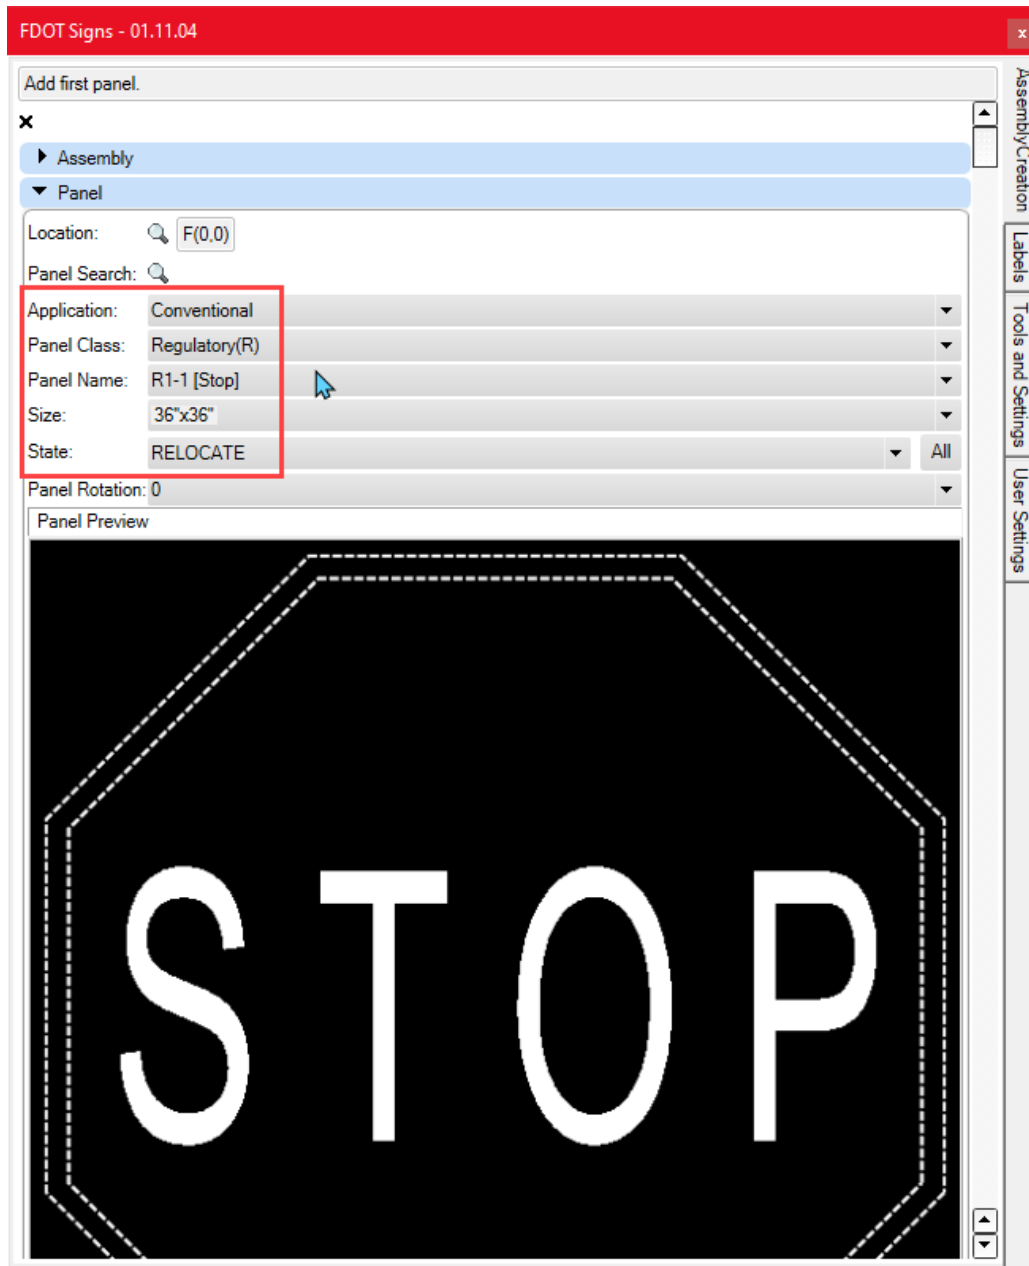 FDOT Signs - 01.11.04
x
Add first panel.
x
Assembly
Panel
Location: F(0,0)
Panel Search:
Application: Conventional
Panel Class: Regulatory(R)
Panel Name: R1-1 [Stop]
Size: 36"x36"
State: RELOCATE All
Panel Rotation: 0
Panel Preview
STOP
AssemblyCreation
Labels
Tools and Settings
User Settings